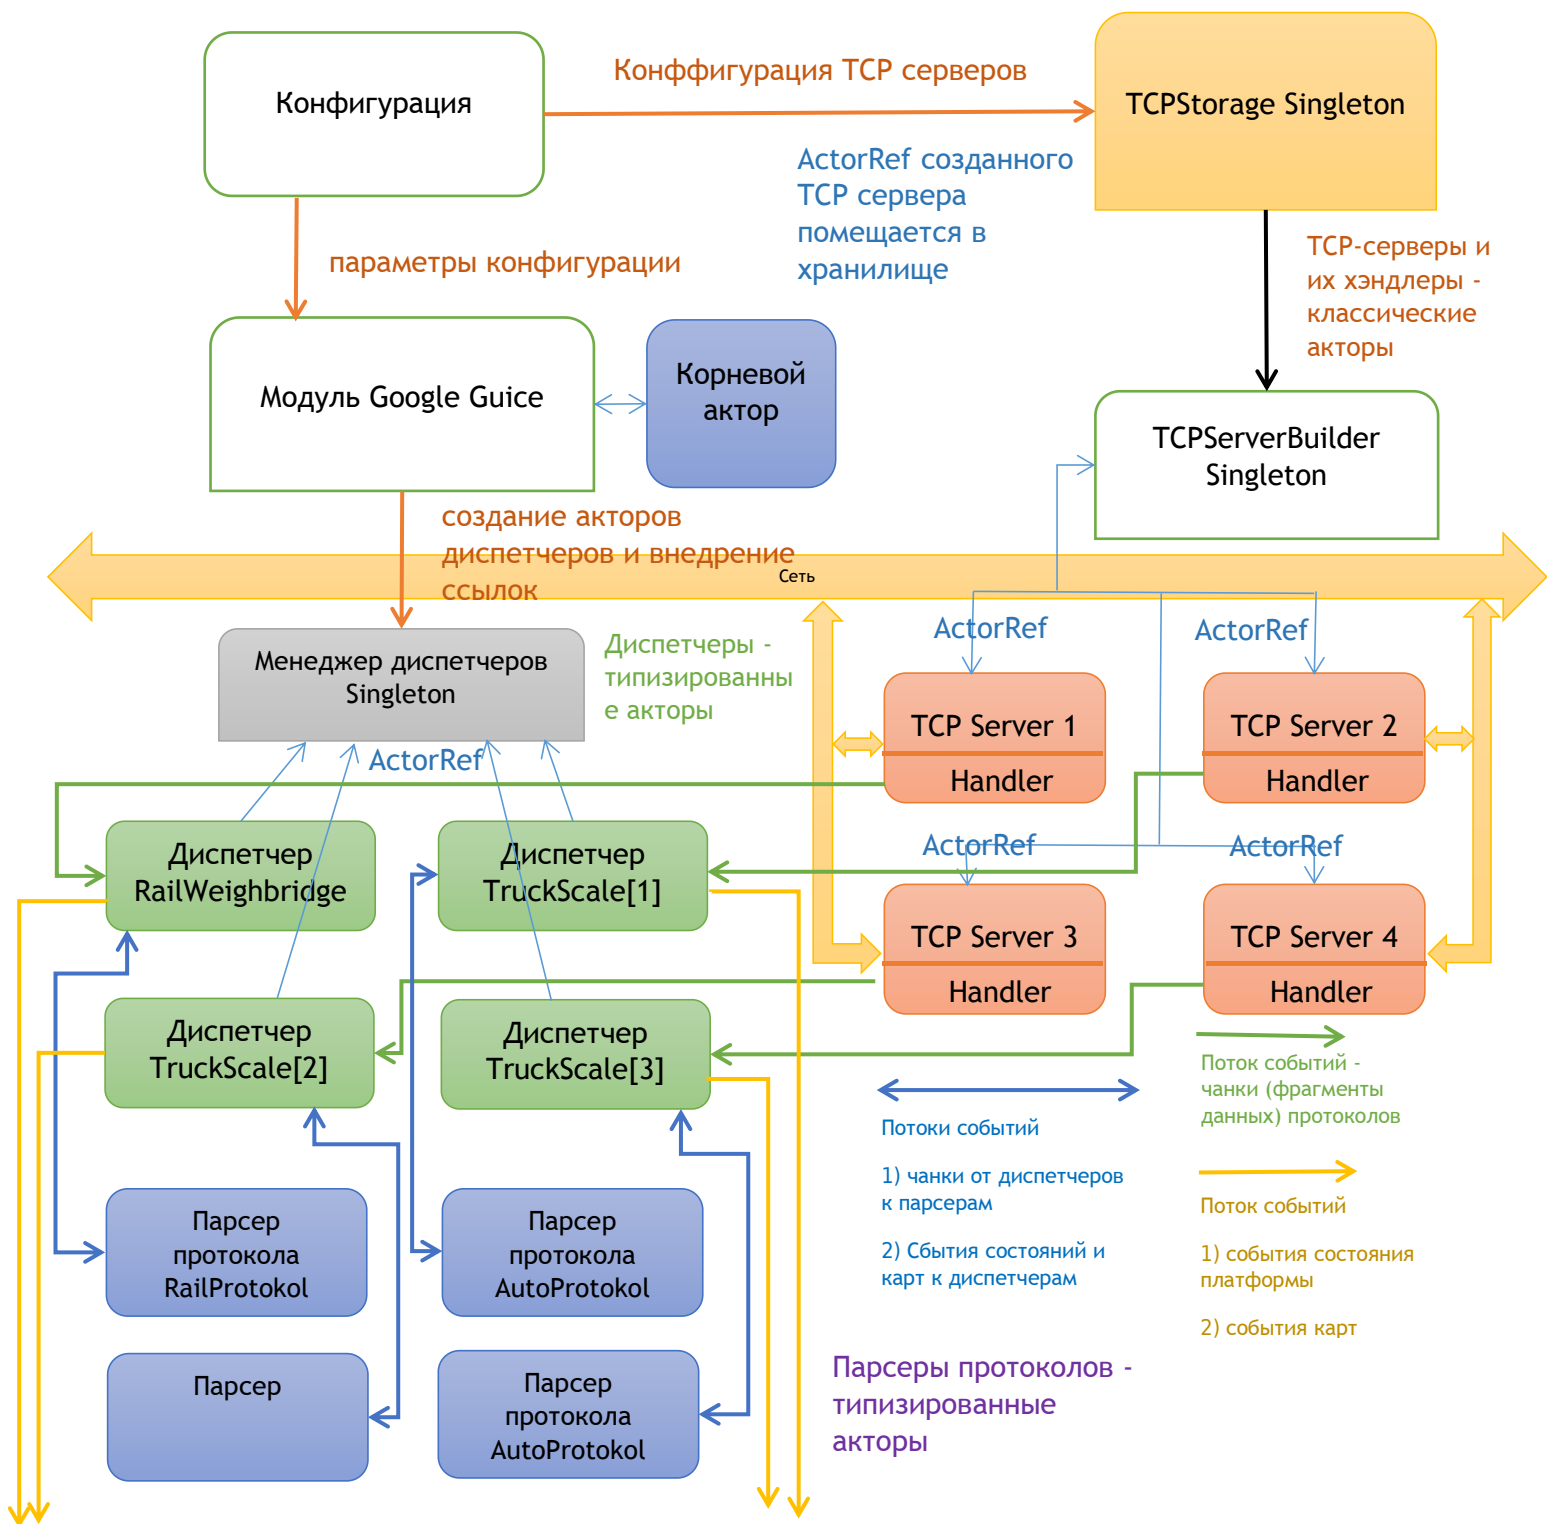 Конфигурация
Конффигурация TCP серверов
TCPStorage Singleton
ActorRef созданного
TCP сервера
помещается в
хранилище
параметры конфигурации
TCP-серверы и
их хэндлеры -
классические
акторы
Модуль Google Guice
Корневой
актор
TCPServerBuilder
Singleton
создание акторов
диспетчеров и внедрение
ссылок
Сеть
Менеджер диспетчеров
Singleton
Диспетчеры -
типизированны
е акторы
ActorRef
ActorRef
TCP Server 1
Handler
TCP Server 2
Handler
ActorRef
ActorRef
ActorRef
Диспетчер
RailWeighbridge
Диспетчер
TruckScale[1]
TCP Server 3
Handler
TCP Server 4
Handler
Диспетчер
TruckScale[2]
Диспетчер
TruckScale[3]
Поток событий -
чанки (фрагменты
данных) протоколов
Потоки событий
1) чанки от диспетчеров
к парсерам
2) Сбытия состояний и
карт к диспетчерам
Поток событий
1) события состояния
платформы
2) события карт
Парсер
протокола
RailProtokol
Парсер
протокола
AutoProtokol
Парсер
Парсер
протокола
AutoProtokol
Парсеры протоколов -
типизированные
акторы